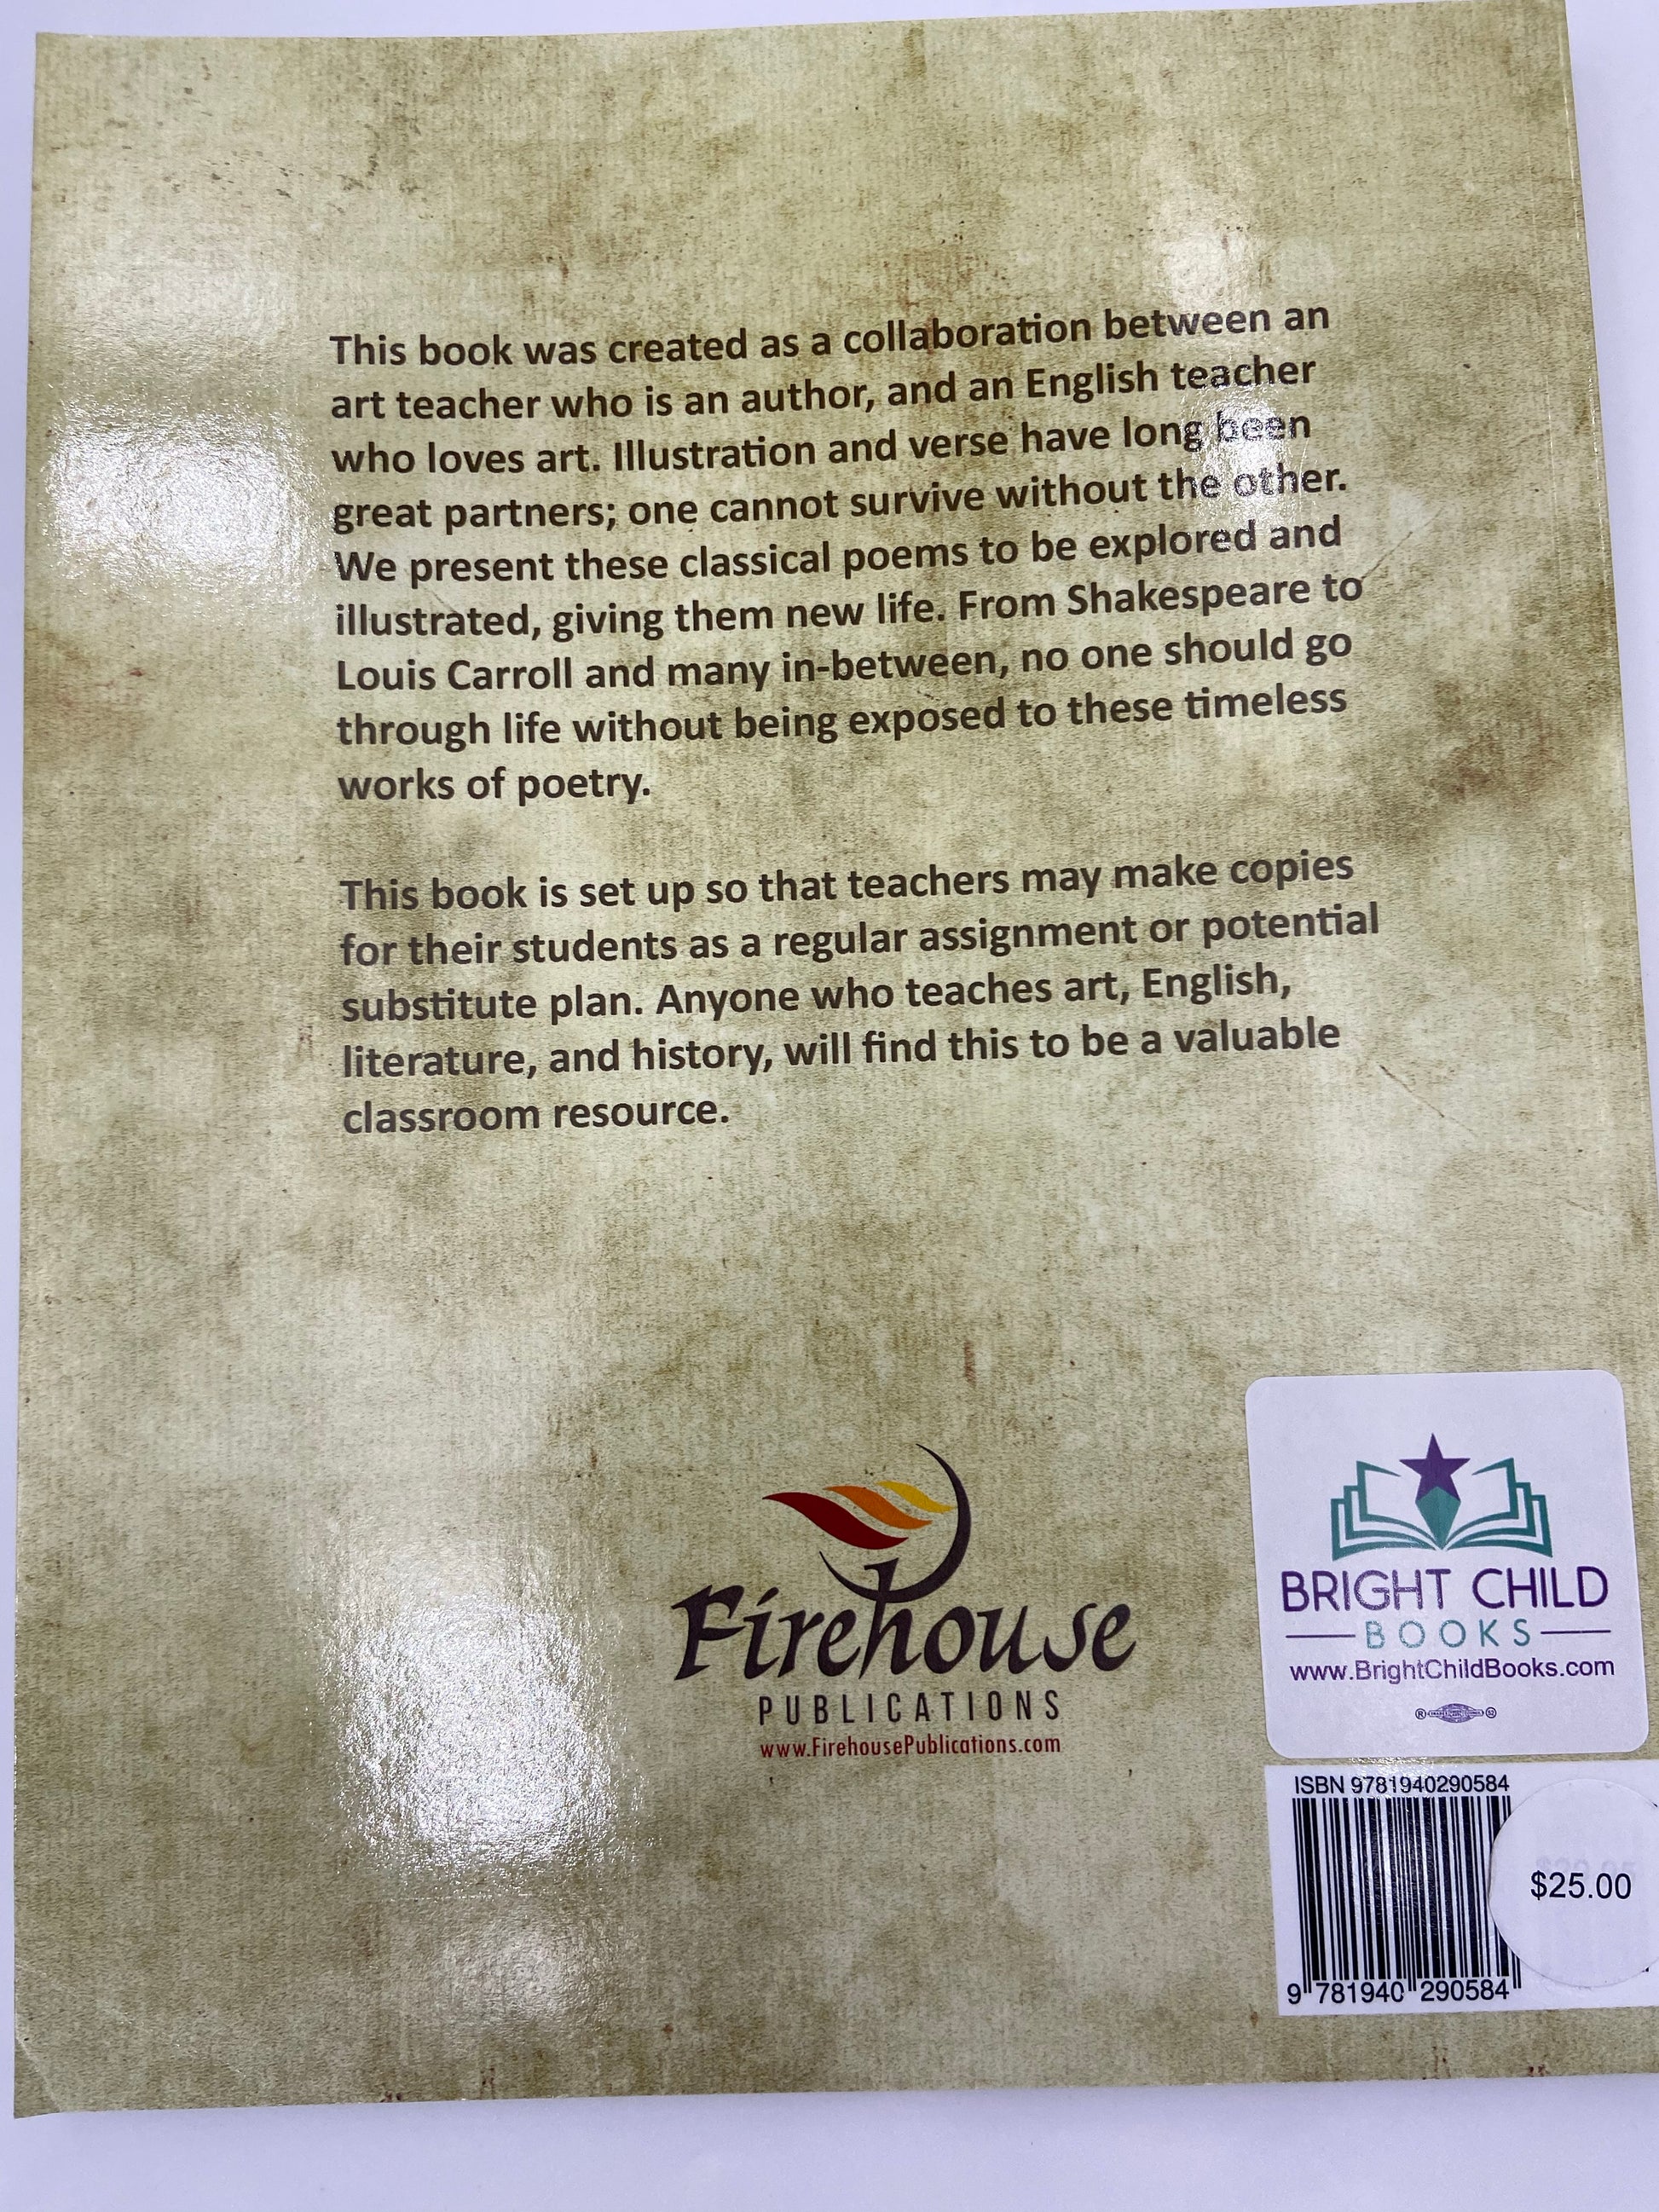 This book was created as a collaboration between an
art teacher who is an author, and an English teacher
who loves art. Illustration and verse have long been
great partners; one cannot survive without the other.
We present these classical poems to be explored and
illustrated, giving them new life. From Shakespeare to
Louis Carroll and many in-between, no one should go
through life without being exposed to these timeless
works of poetry.
This book is set up so that teachers may make copies
for their students as a regular assignment or potential
substitute plan. Anyone who teaches art, English,
literature, and history, will find this to be a valuable
classroom resource.
Firehouse
PUBLICATIONS
www.FirehousePublications.com
BRIGHT CHILD
BOOKS
www.BrightChildBooks.com
ISBN 9781940290584
$25.00
9 781940 290584